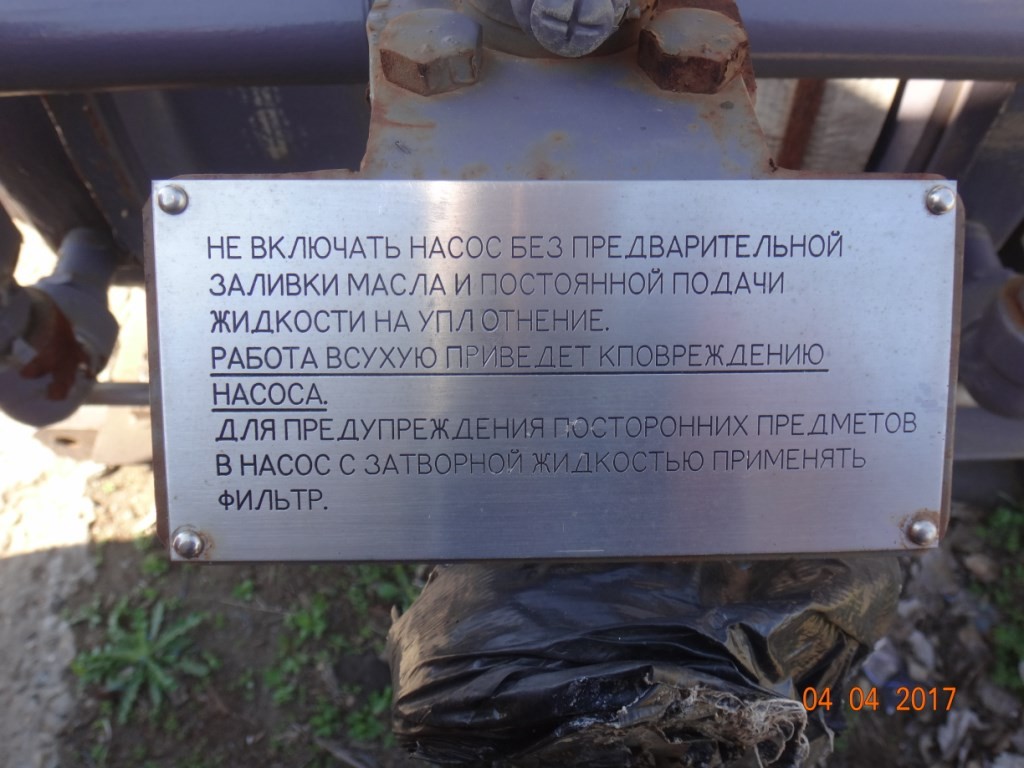 НЕ ВКЛЮЧАТЬ НАСОС БЕЗ ПРЕДВАРИТЕЛЬНОЙ
ЗАЛИВКИ МАСЛА И ПОСТОЯННОЙ ПОДАЧИ
ЖИДКОСТИ НА УПЛ ОТНЕНИЕ.
РАБОТА ВСУХУЮ ПРИВЕДЕТ КПОВРЕЖДЕНИЮ
НАСОСА.
ДЛЯ ПРЕДУПРЕЖДЕНИЯ ПОСТОРОННИХ ПРЕДМЕТОВ
В НАСОС С ЗАТВОРНОЙ ЖИДКОСТЬЮ ПРИМЕНЯТЬ
ФИЛЬТР.
04 04 2017